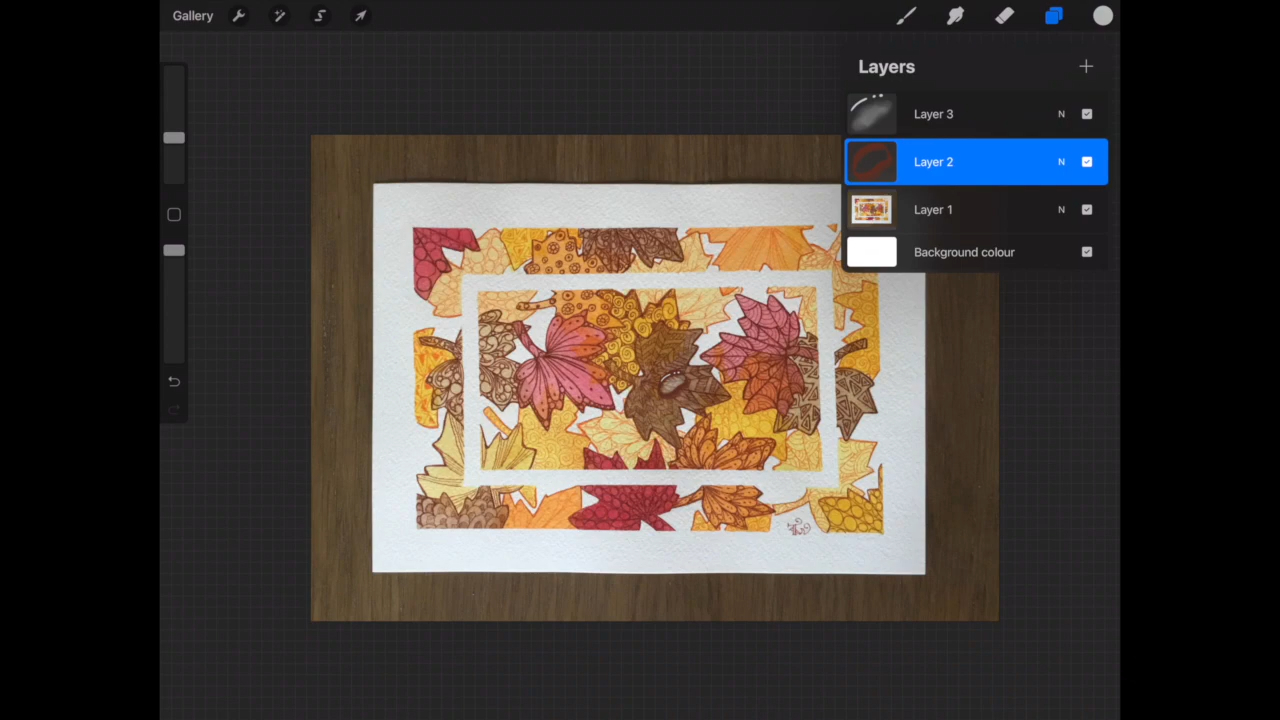 Gallery
Layers
Layer 3 N
Layer 2 N
Layer 1 N
Background colour